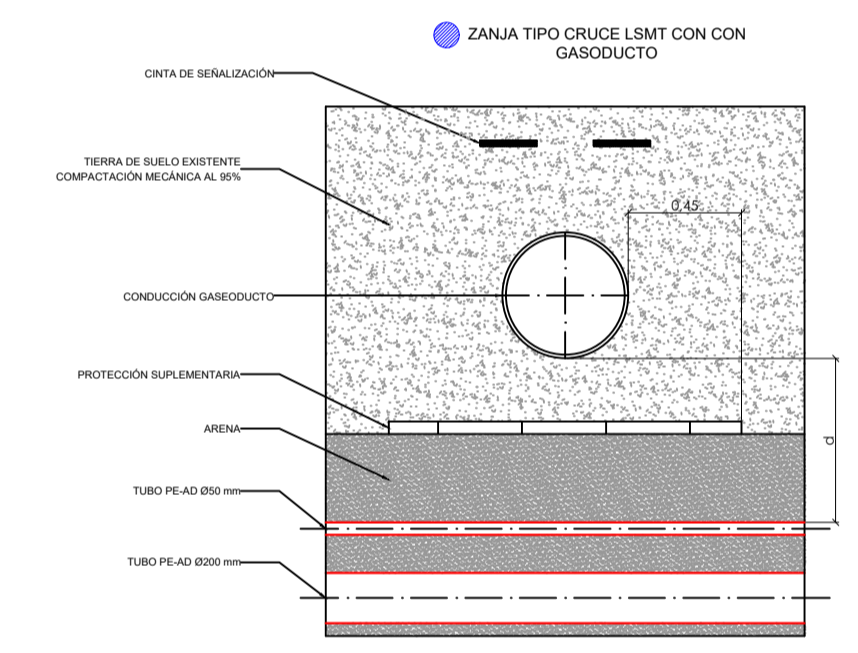 ZANJA TIPO CRUCE LSMT CON CON
GASODUCTO
CINTA DE SEÑALIZACIÓN
TIERRA DE SUELO EXISTENTE
COMPACTACIÓN MECÁNICA AL 95%
0,45
CONDUCCIÓN GASEODUCTO
PROTECCIÓN SUPLEMENTARIA
ARENA
d
TUBO PE-AD Ø50 mm
TUBO PE-AD Ø200 mm